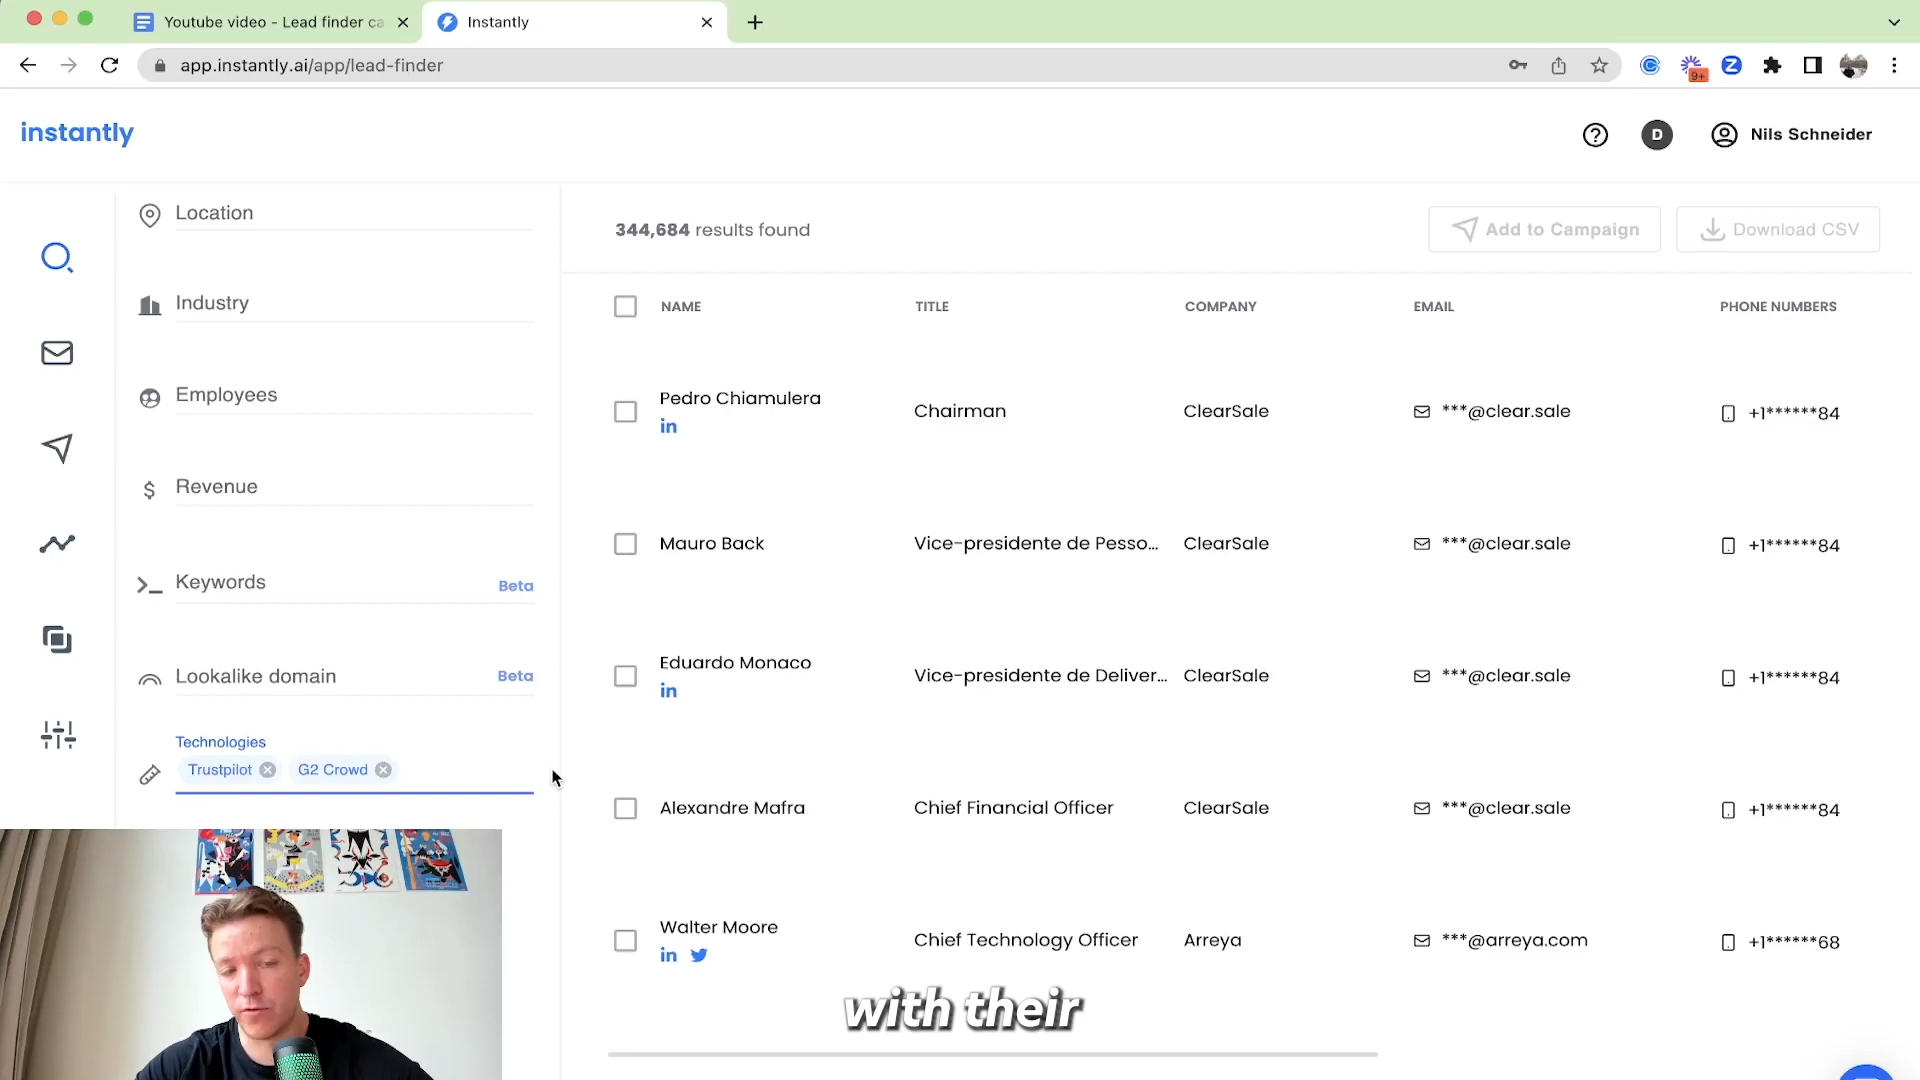 Youtube video - Lead finder ca
Instantly
app.instantly.ai/app/lead-finder
9+
instantly
D
Nils Schneider
Location
Industry
Employees
Revenue
Keywords
Beta
Lookalike domain
Beta
Technologies
Trustpilot
G2 Crowd
344,684 results found
Add to Campaign
Download CSV
NAME TITLE COMPANY EMAIL PHONE NUMBERS
Pedro Chiamulera Chairman ClearSale ***@clear.sale +1******84
in
Mauro Back Vice-presidente de Pesso... ClearSale ***@clear.sale +1******84
Eduardo Monaco Vice-presidente de Deliver... ClearSale ***@clear.sale +1******84
in
Alexandre Mafra Chief Financial Officer ClearSale ***@clear.sale +1******84
Walter Moore Chief Technology Officer Arreya ***@arreya.com +1******68
in
with their